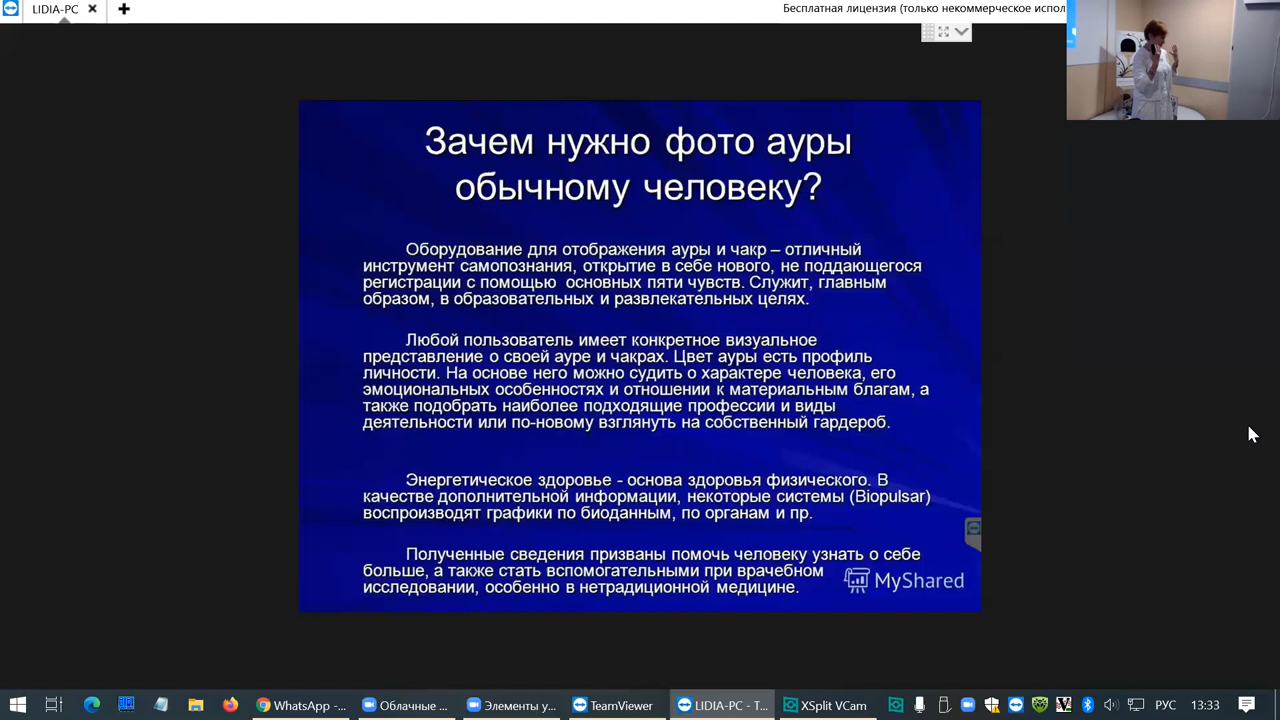 LIDIA-PC
Бесплатная лицензия (только некоммерческое испол
Зачем нужно фото ауры
обычному человеку?
Оборудование для отображения ауры и чакр – отличный
инструмент самопознания, открытие в себе нового, не поддающегося
регистрации с помощью основных пяти чувств. Служит, главным
образом, в образовательных и развлекательных целях.
Любой пользователь имеет конкретное визуальное
представление о своей ауре и чакрах. Цвет ауры есть профиль
личности. На основе него можно судить о характере человека, его
эмоциональных особенностях и отношении к материальным благам, а
также подобрать наиболее подходящие профессии и виды
деятельности или по-новому взглянуть на собственный гардероб.
Энергетическое здоровье - основа здоровья физического. В
качестве дополнительной информации, некоторые системы (Biopulsar)
воспроизводят графики по биоданным, по органам и пр.
Полученные сведения призваны помочь человеку узнать о себе
больше, а также стать вспомогательными при врачебном
исследовании, особенно в нетрадиционной медицине.
MyShared
WhatsApp -... Облачные ... Элементы у... TeamViewer LIDIA-PC - T... XSplit VCam РУС 13:33